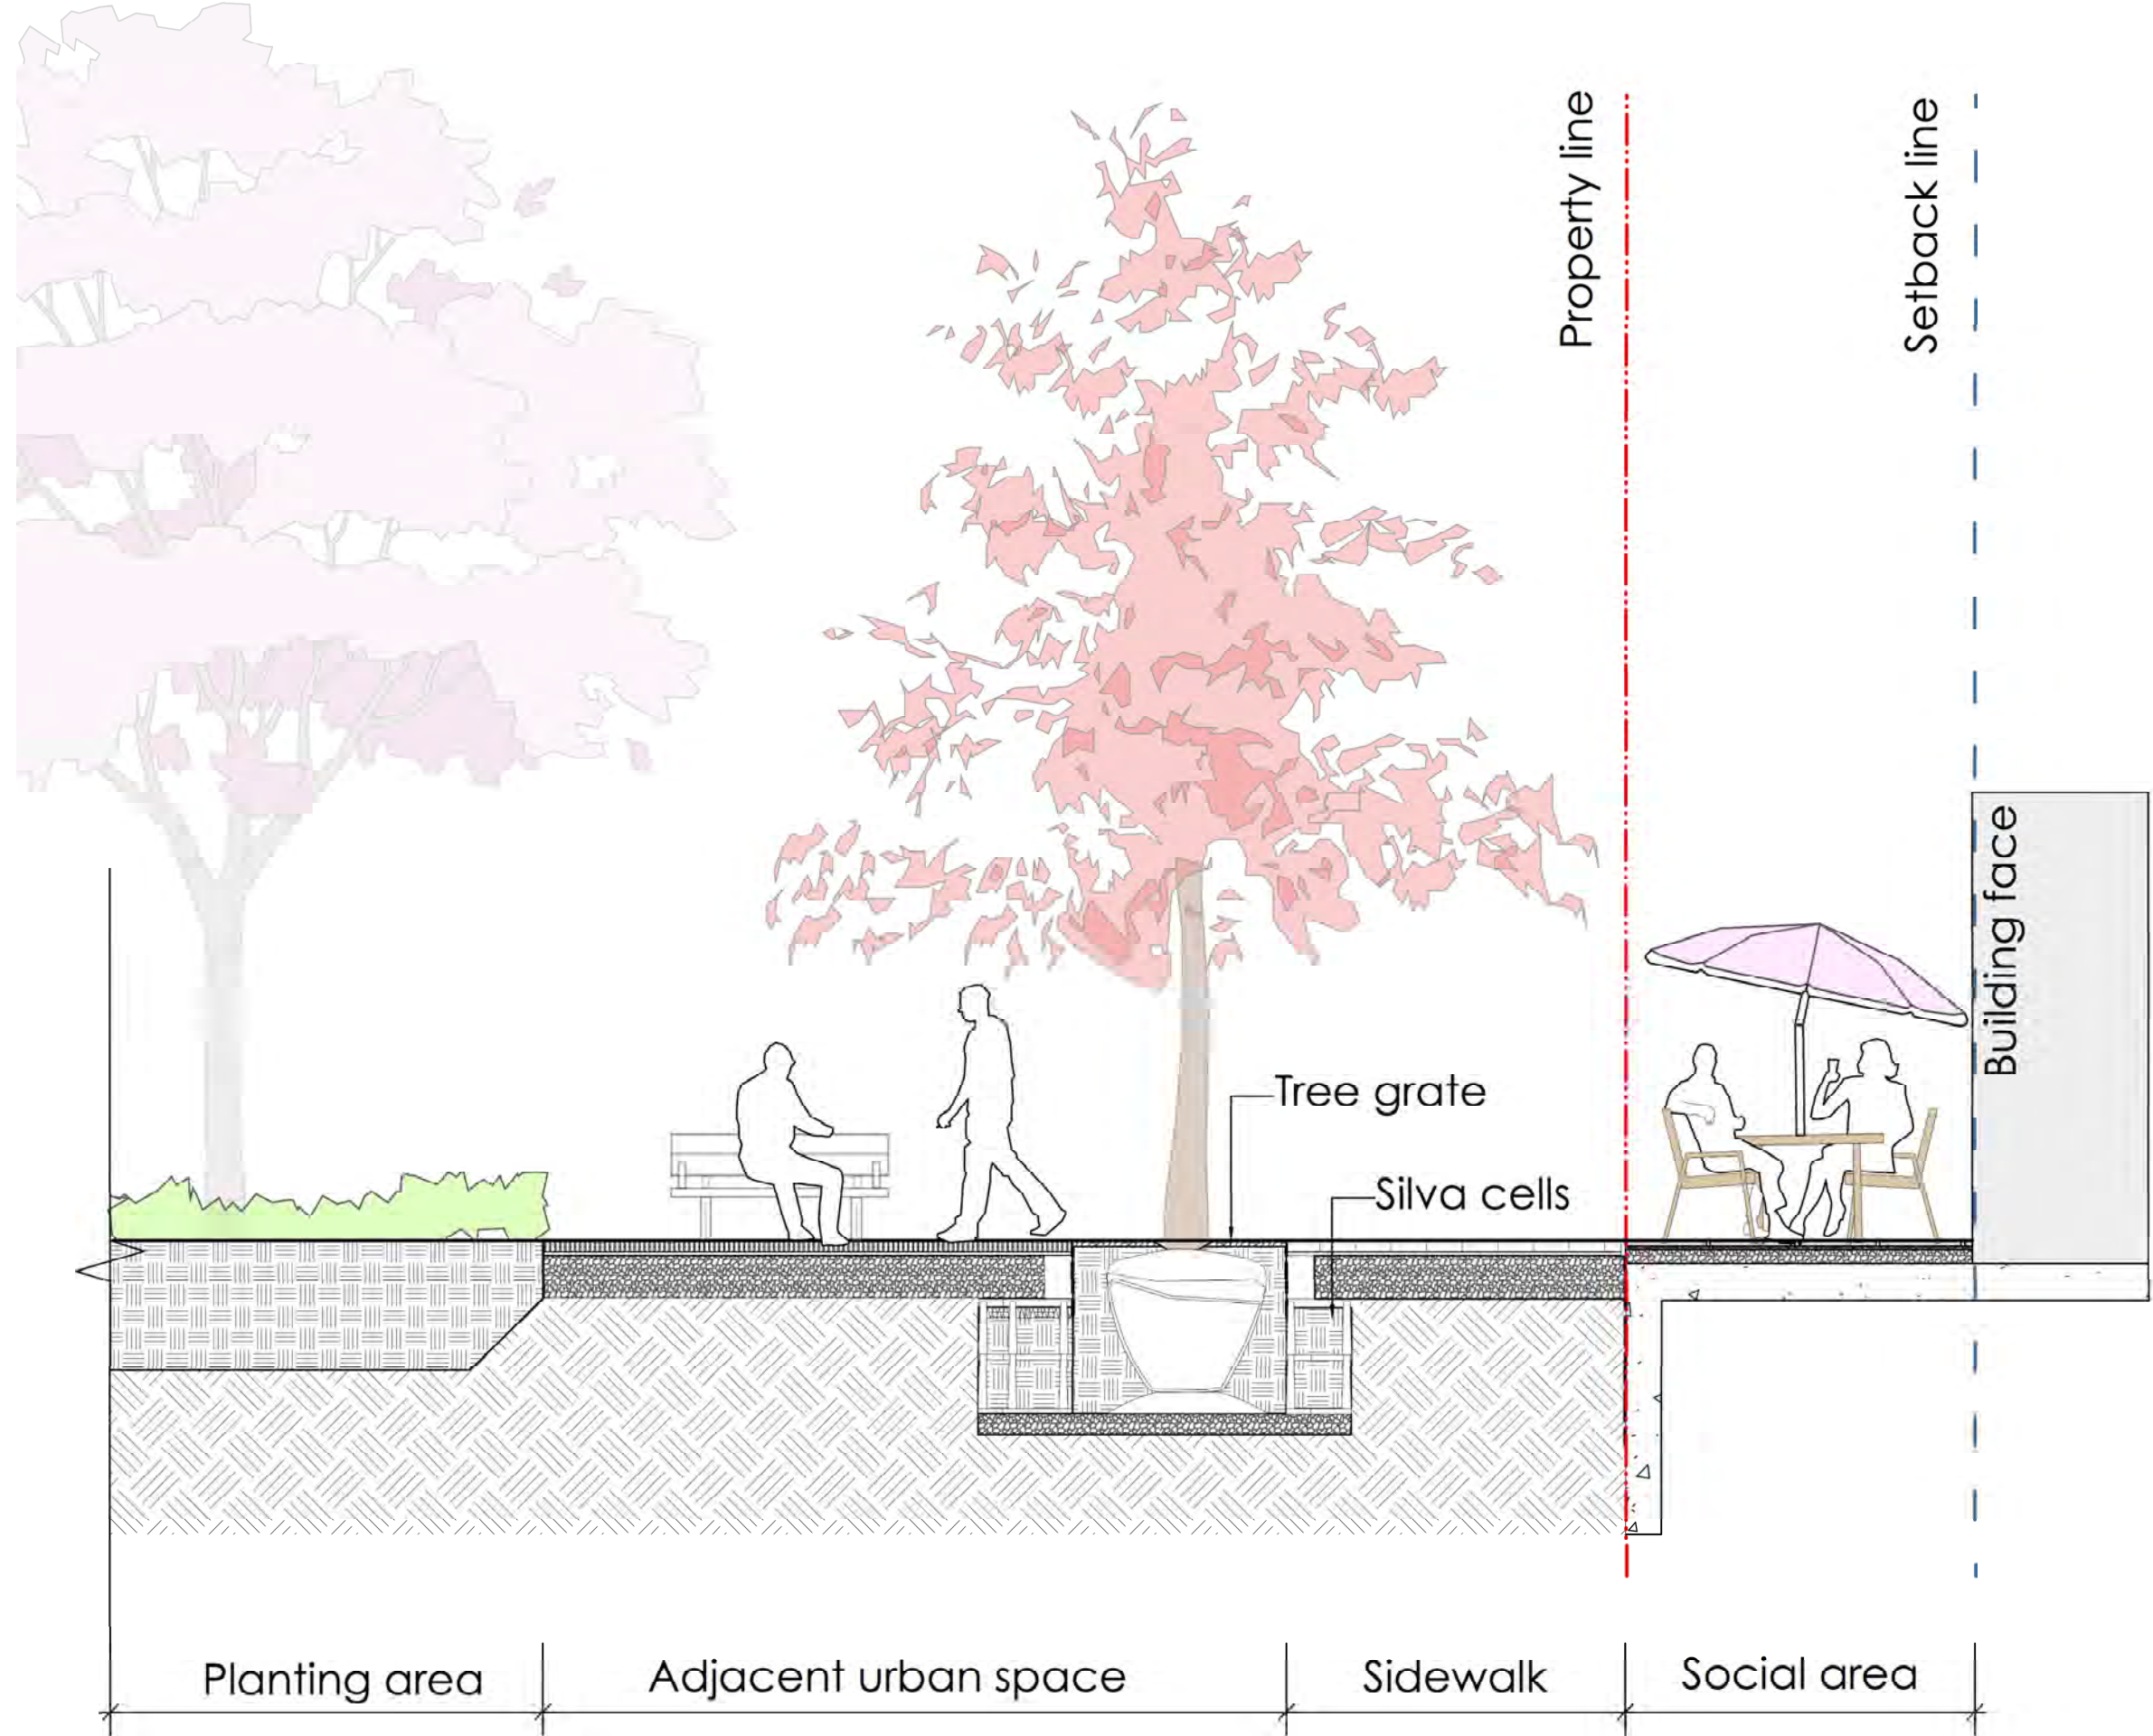 Property line
Setback line
Building face
Tree grate
Silva cells
Planting area
Adjacent urban space
Sidewalk
Social area